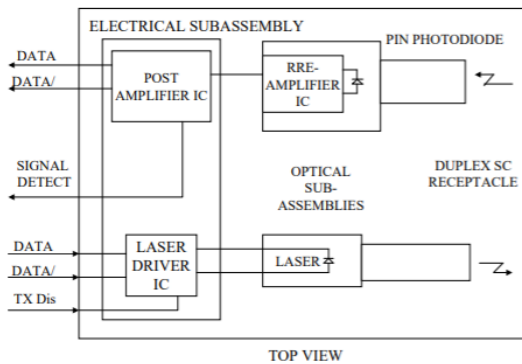 ELECTRICAL SUBASSEMBLY
DATA
DATA/
POST
AMPLIFIER IC
RRE-
AMPLIFIER
IC
PIN PHOTODIODE
SIGNAL
DETECT
OPTICAL
SUB-
ASSEMBLIES
DUPLEX SC
RECEPTACLE
DATA
DATA/
TX Dis
LASER
DRIVER
IC
LASER
TOP VIEW